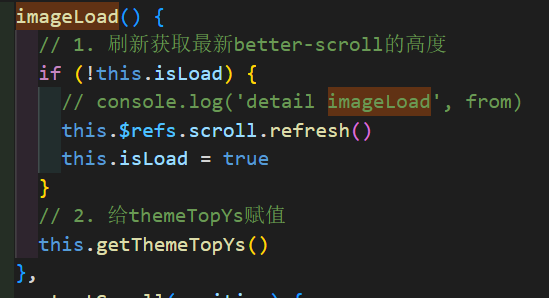 imageLoad() {
// 1. 刷新获取最新better-scroll的高度
if (!this.isLoad) {
// console.log('detail imageLoad', from)
this.$refs.scroll.refresh()
this.isLoad = true
}
// 2. 给themeTopYs赋值
this.getThemeTopYs()
},